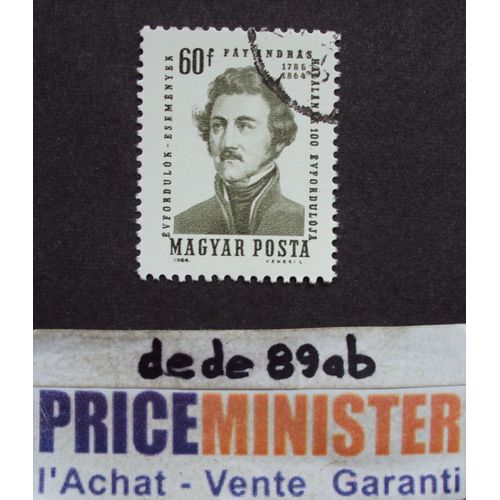 60f
FÁY ANDRÁS
1786
1864
HALÁLÁNAK 100 ÉVFORDULÓJA
ÉVFORDULÓK - ESEMÉNYEK
MAGYAR POSTA
1964.
VERTEL J.
dede 89ab
PRICEMINISTER
l'Achat - Vente Garanti